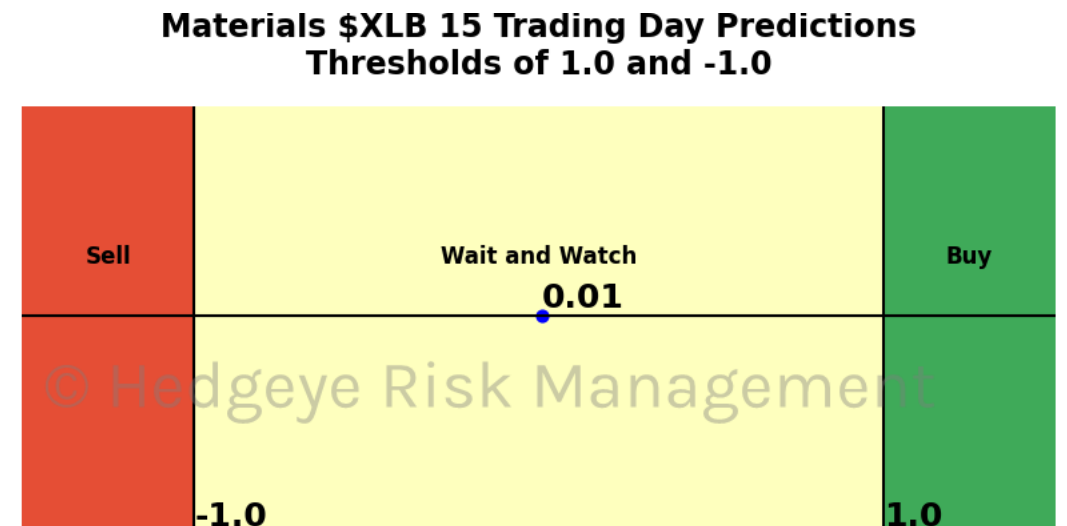 Materials $XLB 15 Trading Day Predictions
Thresholds of 1.0 and -1.0
Sell
Wait and Watch
Buy
0.01
© Hedgeye Risk Management
-1.0
1.0